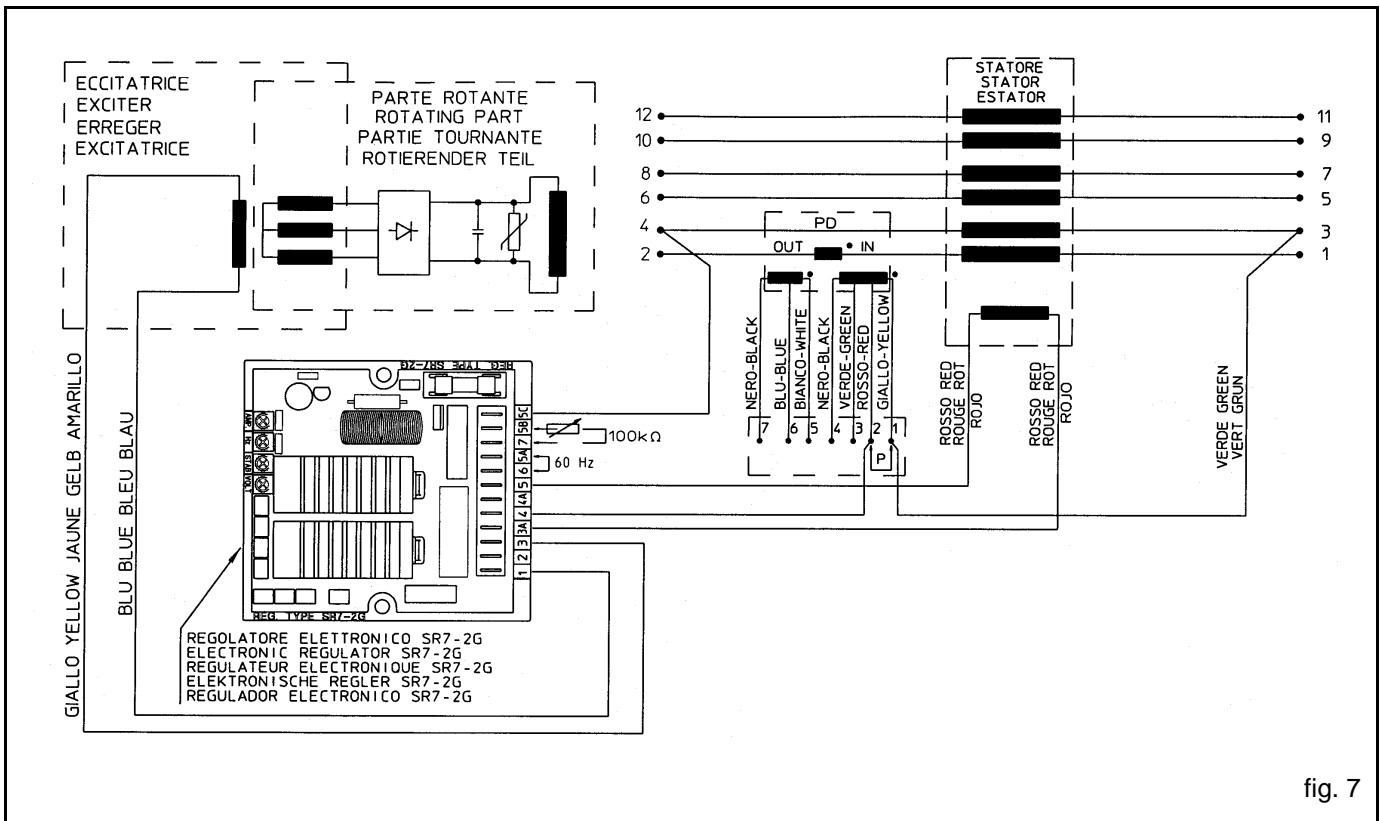 ECCITATRICE
EXCITER
ERREGER
EXCITATRICE
PARTE ROTANTE
ROTATING PART
PARTIE TOURNANTE
ROTIERENDER TEIL
STATORE
STATOR
ESTATOR
12
11
10
9
8
7
6
5
4
3
2
1
PD
OUT
IN
NERO-BLACK
BLU-BLUE
BIANCO-WHITE
NERO-BLACK
VERDE-GREEN
ROSSO-RED
GIALLO-YELLOW
7 6 5 4 3 2 1
P
ROSSO RED
ROUGE ROT
ROJO
ROSSO RED
ROUGE ROT
ROJO
VERDE GREEN
VERT GRUN
GIALLO YELLOW JAUNE GELB AMARILLO
BLU BLUE BLEU BLAU
REG. TYPE SR7-2G
AMP
Hz
STAB
VOLT
5C
5B
7
5A
6
5
4A
4
3A
3
2
1
100kΩ
60 Hz
REG. TYPE SR7-2G
REGOLATORE ELETTRONICO SR7-2G
ELECTRONIC REGULATOR SR7-2G
REGULATEUR ELECTRONIQUE SR7-2G
ELEKTRONISCHE REGLER SR7-2G
REGULADOR ELECTRONICO SR7-2G
fig. 7